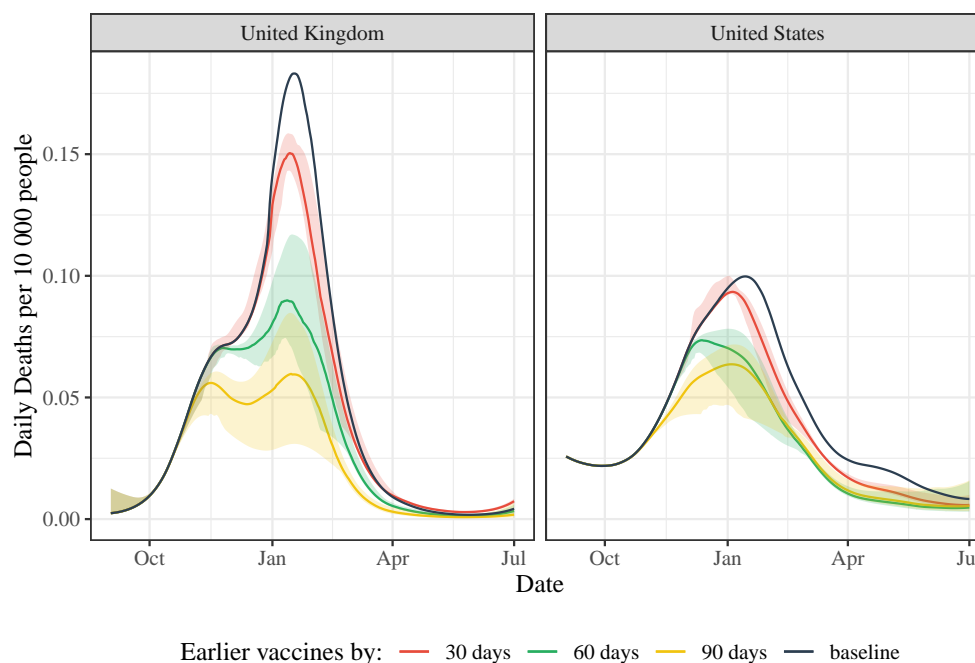 United Kingdom
United States
Daily Deaths per 10 000 people
0.15
0.10
0.05
0.00
Oct
Jan
Apr
Jul
Oct
Jan
Apr
Ju
Date
Earlier vaccines by: 30 days 60 days 90 days baseline